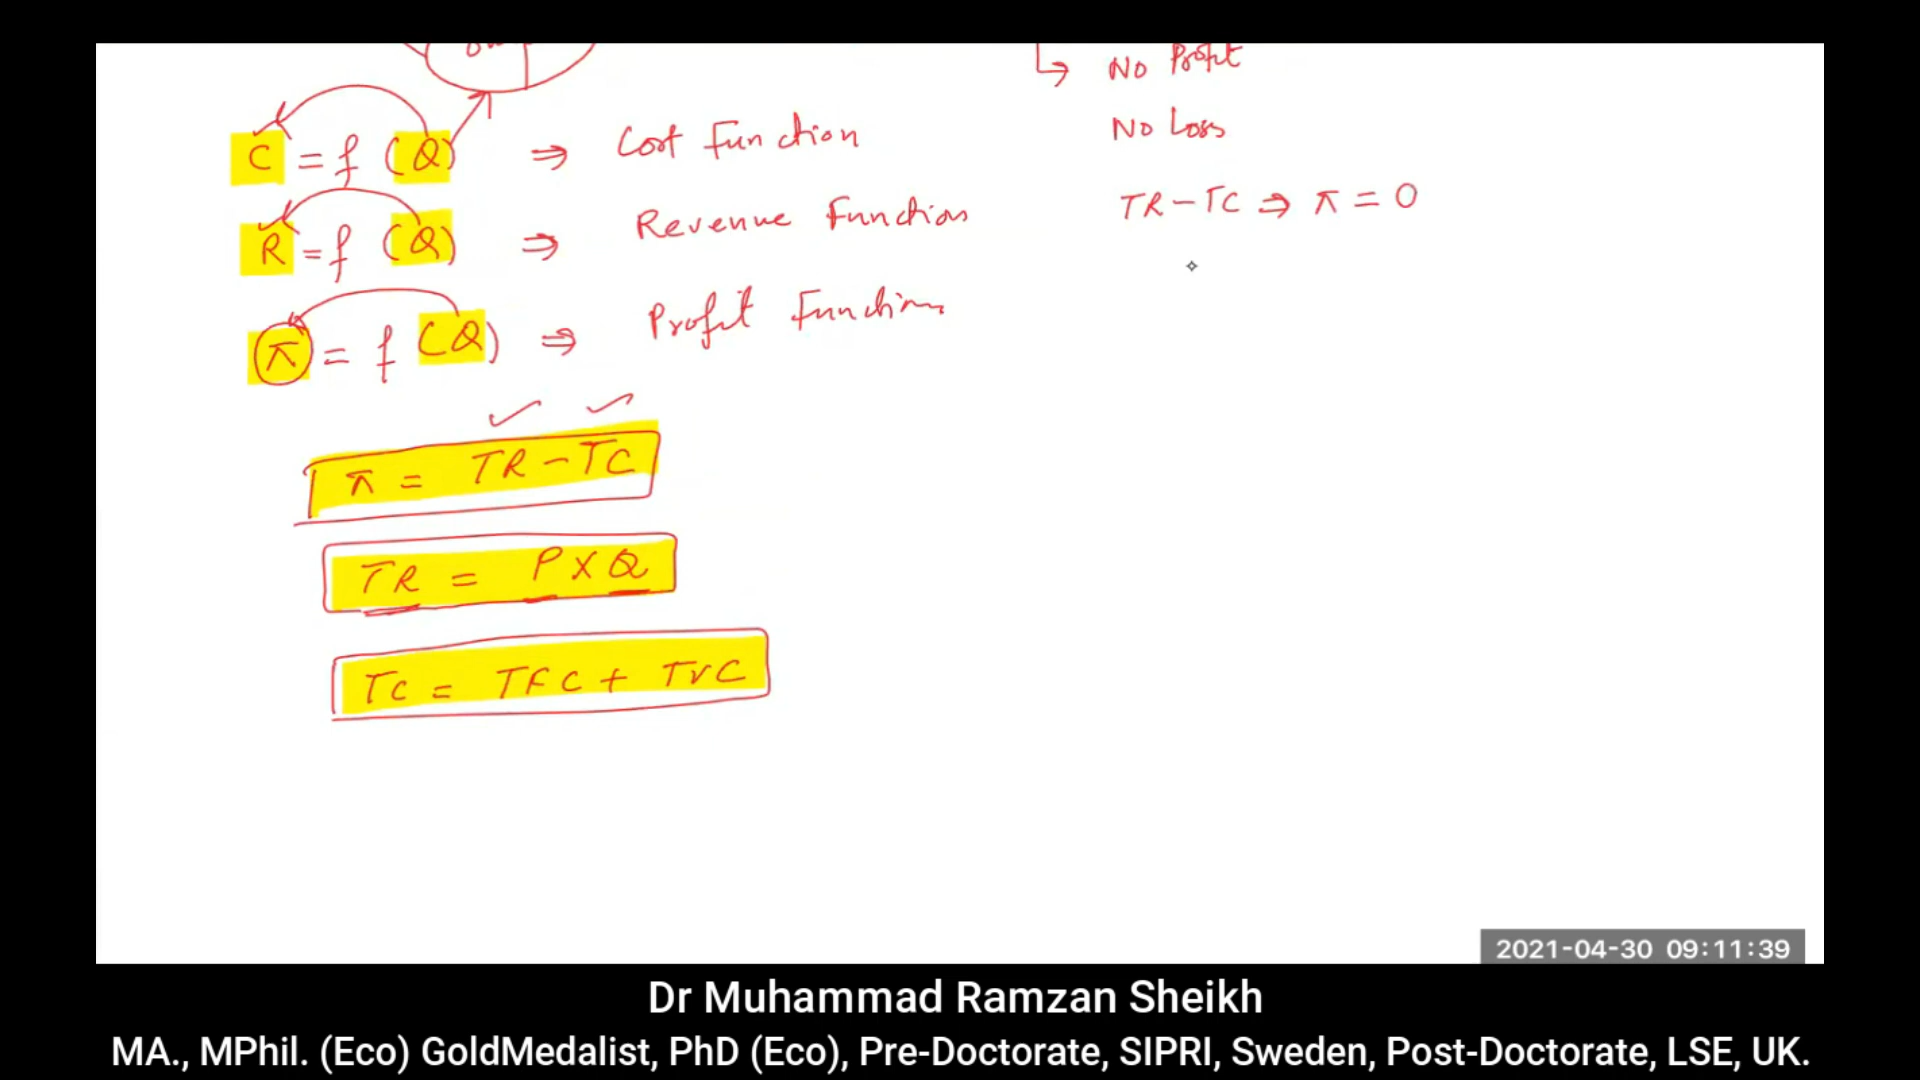 No Profit
No Loss
C = f (Q) ⇒ Cost Function
R = f (Q) ⇒ Revenue Function
TR - TC ⇒ π = 0
π = f (Q) ⇒ Profit Function
π = TR - TC
TR = P X Q
TC = TFC + TVC
2021-04-30 09:11:39
Dr Muhammad Ramzan Sheikh
MA., MPhil. (Eco) GoldMedalist, PhD (Eco), Pre-Doctorate, SIPRI, Sweden, Post-Doctorate, LSE, UK.